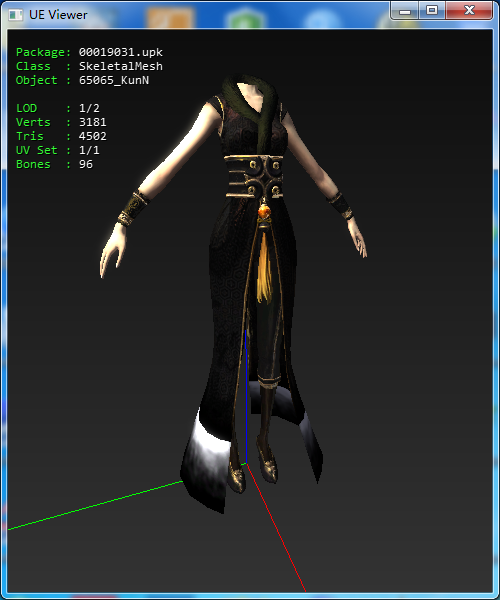 UE Viewer
Package: 00019031.upk
Class : SkeletalMesh
Object : 65065_KunN
LOD : 1/2
Verts : 3181
Tris : 4502
UV Set : 1/1
Bones : 96